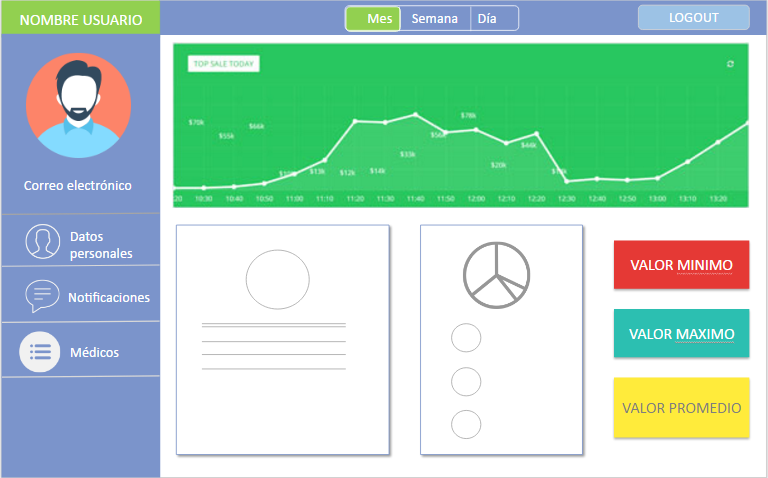 NOMBRE USUARIO
Mes
Semana
Día
LOGOUT
TOP SALE TODAY
$70k
$55k
$66k
$13k
$12k
$14k
$33k
$78k
$20k
$44k
:20 10:30 10:40 10:50 11:00 11:10 11:20 11:30 11:40 11:50 12:00 12:10 12:20 12:30 12:40 12:50 13:00 13:10 13:20
Correo electrónico
Datos
personales
Notificaciones
Médicos
VALOR MINIMO
VALOR MAXIMO
VALOR PROMEDIO